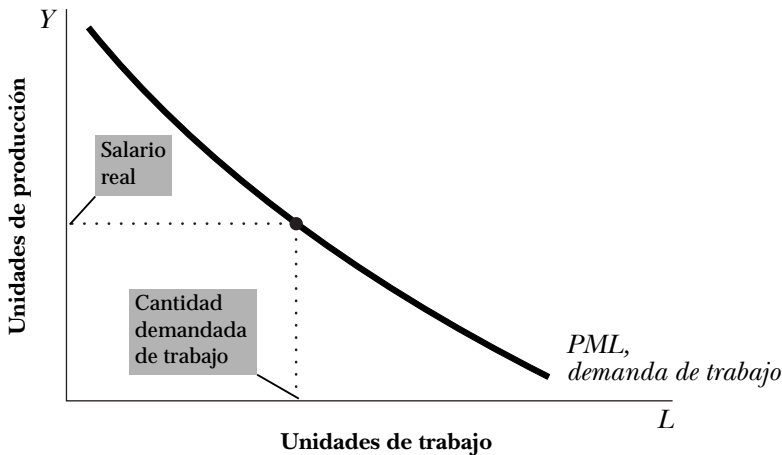 Y
Unidades de producción
Salario
real
Cantidad
demandada
de trabajo
PML,
demanda de trabajo
L
Unidades de trabajo